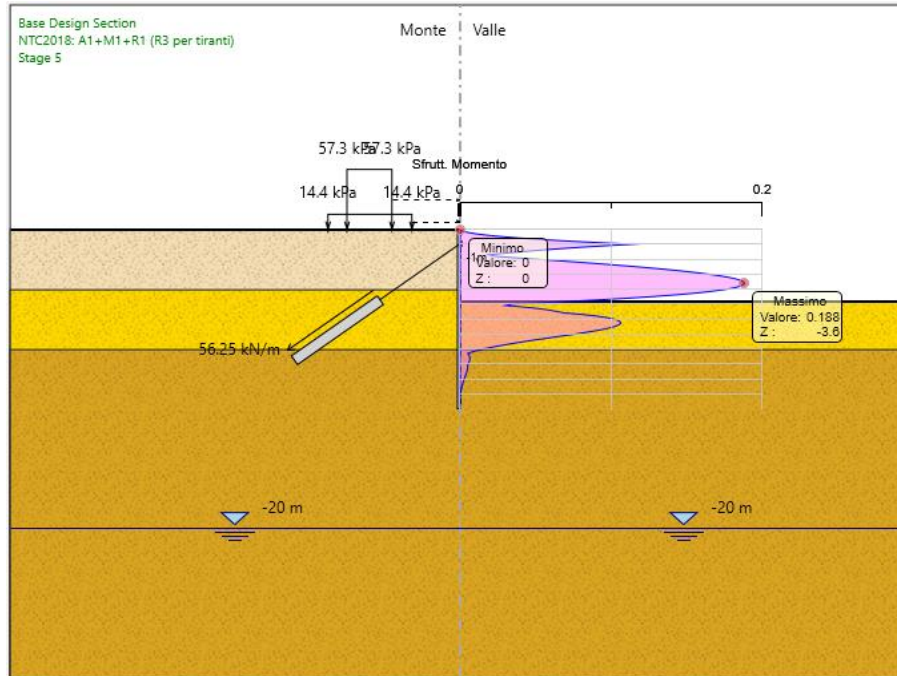 Base Design Section
NTC2018: A1+M1+R1 (R3 per tiranti)
Stage 5
Monte
Valle
57.3 kPa
57.3 kPa
Sfrutt. Momento
14.4 kPa
14.4 kPa
0
0.2
Minimo
Valore: 0
Z : 0
-1m
Massimo
Valore: 0.188
Z : -3.6
56.25 kN/m
-20 m
-20 m